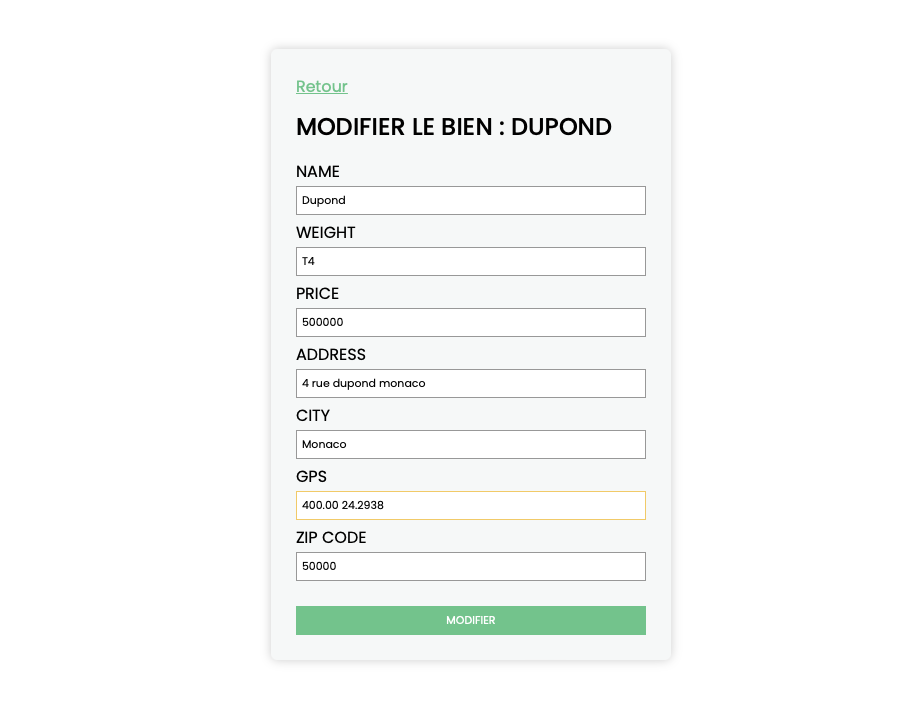 Retour
MODIFIER LE BIEN : DUPOND
NAME
Dupond
WEIGHT
T4
PRICE
500000
ADDRESS
4 rue dupond monaco
CITY
Monaco
GPS
400.00 24.2938
ZIP CODE
50000
MODIFIER